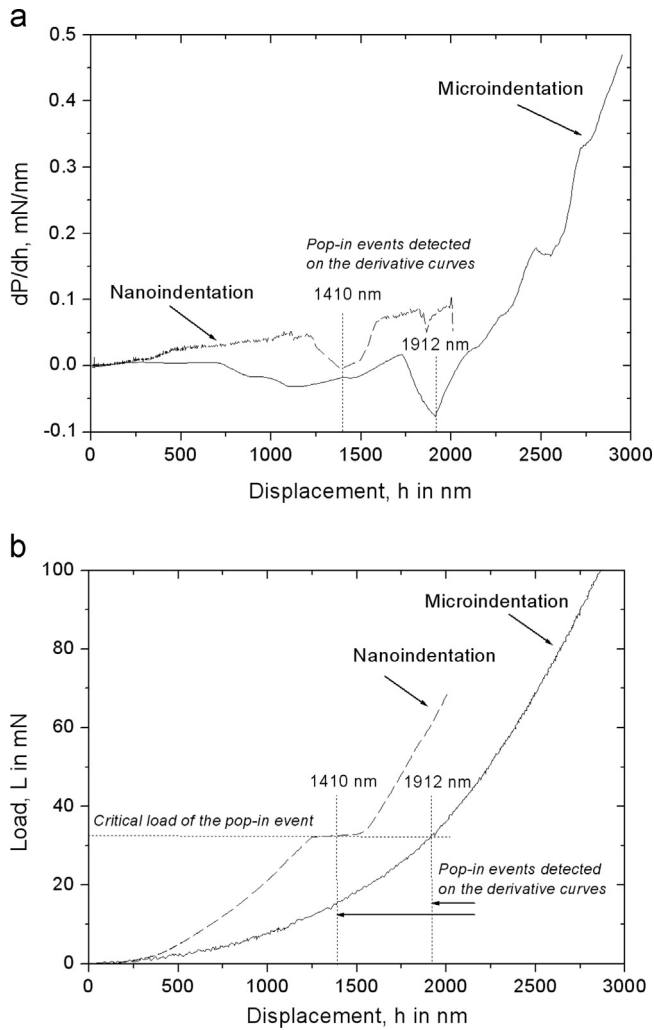 a
0.5
0.4
0.3
0.2
0.1
0.0
-0.1
dP/dh, mN/nm
Microindentation
Pop-in events detected
on the derivative curves
Nanoindentation
1410 nm
1912 nm
0 500 1000 1500 2000 2500 3000
Displacement, h in nm
b
100
80
60
40
20
0
Load, L in mN
Microindentation
Nanoindentation
1410 nm
1912 nm
Critical load of the pop-in event
Pop-in events detected
on the derivative curves
0 500 1000 1500 2000 2500 3000
Displacement, h in nm